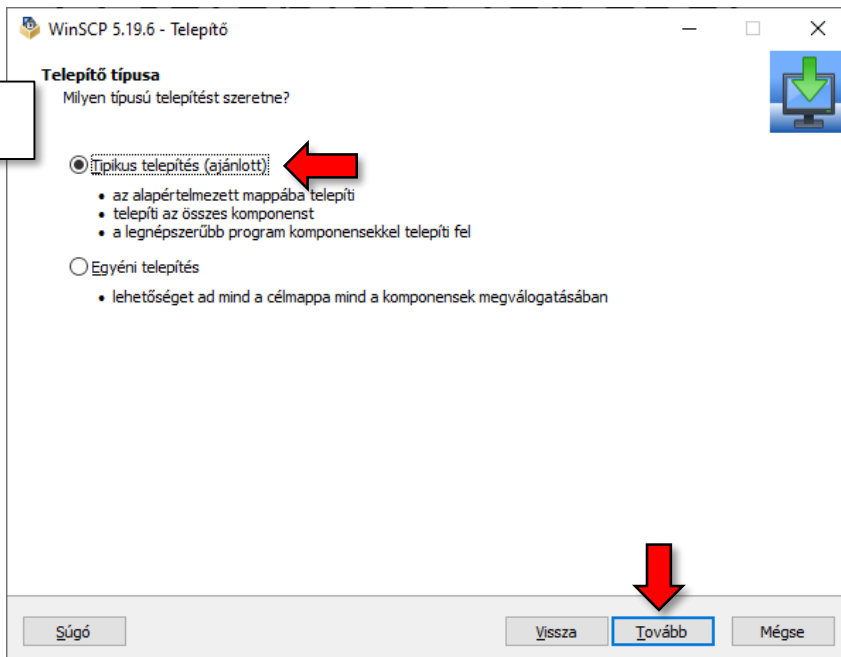 WinSCP 5.19.6 - Telepítő
Telepítő típusa
Milyen típusú telepítést szeretne?
Tipikus telepítés (ajánlott)
• az alapértelmezett mappába telepíti
• telepíti az összes komponenst
• a legnépszerűbb program komponensekkel telepíti fel
Egyéni telepítés
• lehetőséget ad mind a célmappa mind a komponensek megválogatásában
Súgó
Vissza
Tovább
Mégse